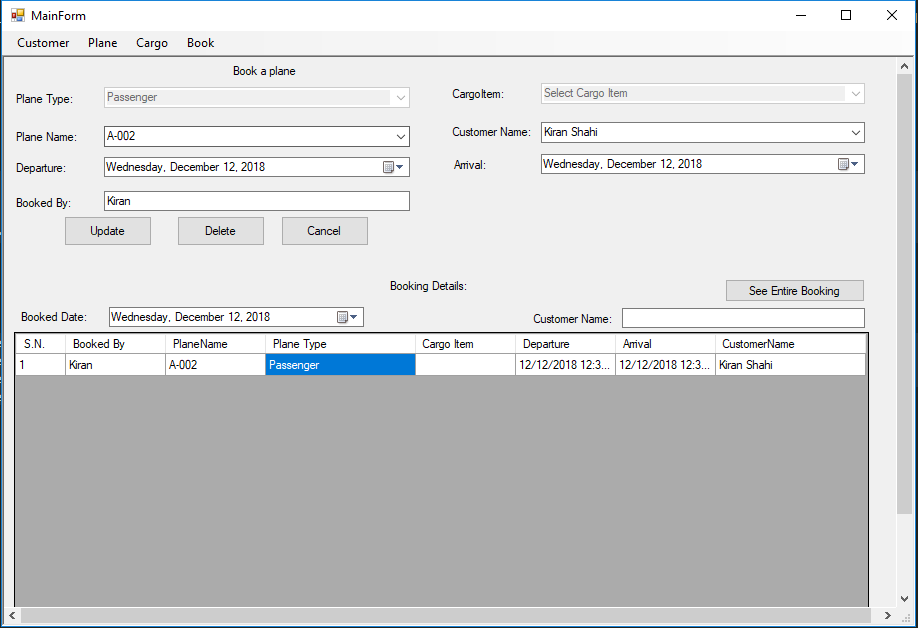 MainForm
Customer Plane Cargo Book
Book a plane
Plane Type: Passenger CargoItem: Select Cargo Item
Plane Name: A-002 Customer Name: Kiran Shahi
Departure: Wednesday, December 12, 2018 Arrival: Wednesday, December 12, 2018
Booked By: Kiran
Update Delete Cancel
Booking Details:
See Entire Booking
Booked Date: Wednesday, December 12, 2018 Customer Name:
S.N. Booked By PlaneName Plane Type Cargo Item Departure Arrival CustomerName
1 Kiran A-002 Passenger 12/12/2018 12:3... 12/12/2018 12:3... Kiran Shahi